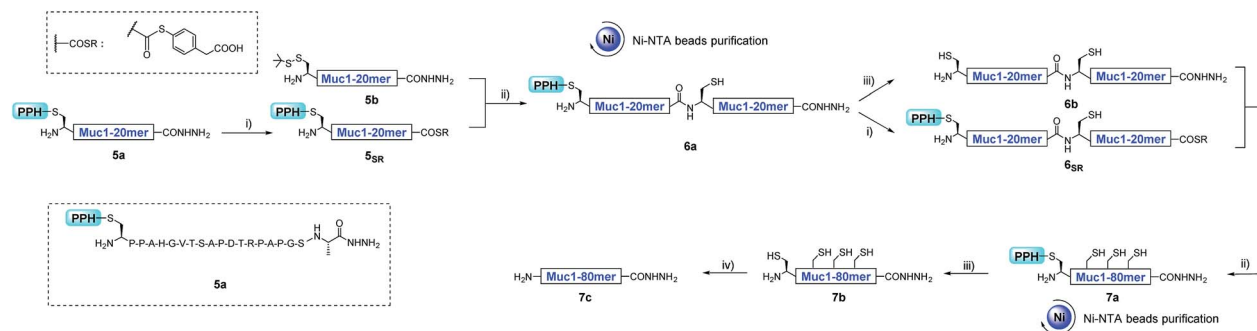 COSR :
S
O
COOH
Ni
Ni-NTA beads purification
S
S
H₂N
Muc1-20mer
CONHNH₂
5b
PPH
S
H₂N
Muc1-20mer
CONHNH₂
5a
i)
PPH
S
H₂N
Muc1-20mer
COSR
5SR
ii)
PPH
S
H₂N
Muc1-20mer
O
N
H
SH
Muc1-20mer
CONHNH₂
6a
iii)
i)
HS
H₂N
Muc1-20mer
O
N
H
SH
Muc1-20mer
CONHNH₂
6b
PPH
S
H₂N
Muc1-20mer
O
N
H
SH
Muc1-20mer
COSR
6SR
PPH
S
H₂N
P-P-A-H-G-V-T-S-A-P-D-T-R-P-A-P-G-S
H
N
O
NHNH₂
5a
H₂N
Muc1-80mer
CONHNH₂
7c
iv)
HS
SH SH SH
H₂N
Muc1-80mer
CONHNH₂
7b
iii)
PPH
S
SH SH SH
H₂N
Muc1-80mer
CONHNH₂
7a
ii)
Ni
Ni-NTA beads purification